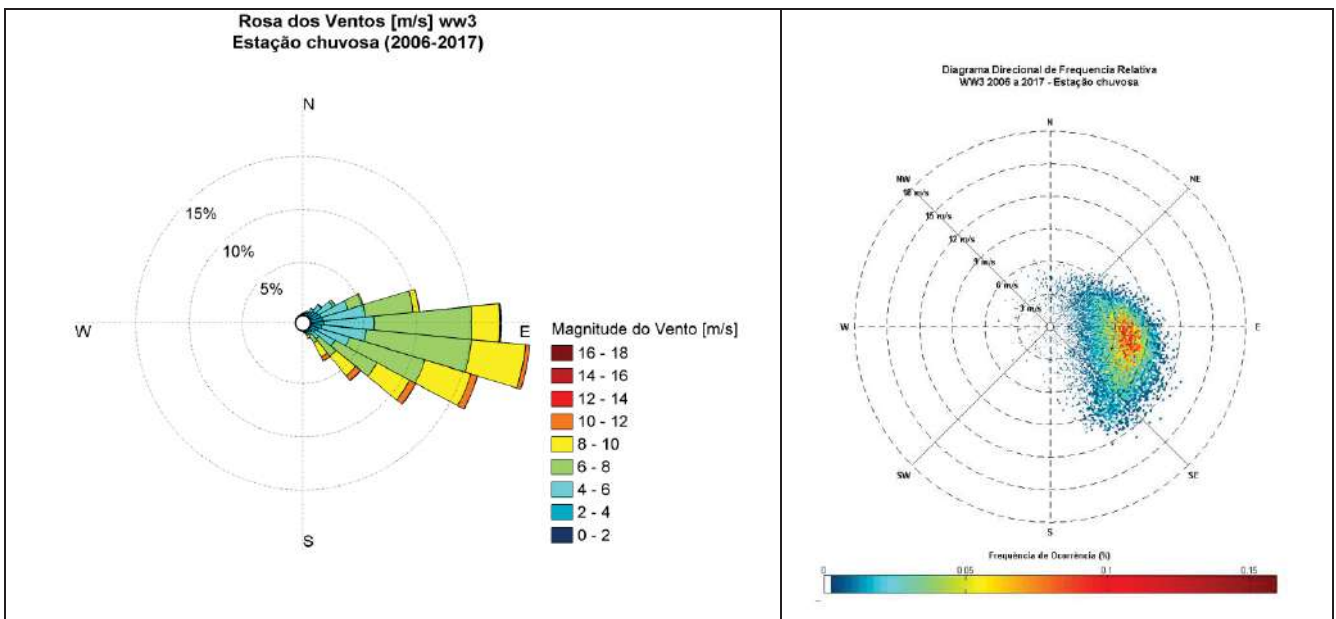 Rosa dos Ventos [m/s] ww3
Estação chuvosa (2006-2017)
N
15%
10%
5%
W
E
S
Magnitude do Vento [m/s]
16 - 18
14 - 16
12 - 14
10 - 12
8 - 10
6 - 8
4 - 6
2 - 4
0 - 2
Diagrama Direcional de Frequencia Relativa
WW3 2006 a 2017 - Estação chuvosa
N
NW
NE
18 m/s
15 m/s
12 m/s
9 m/s
6 m/s
3 m/s
W
E
SW
SE
S
Frequência de Ocorrência (%)
0
0.05
0.1
0.15